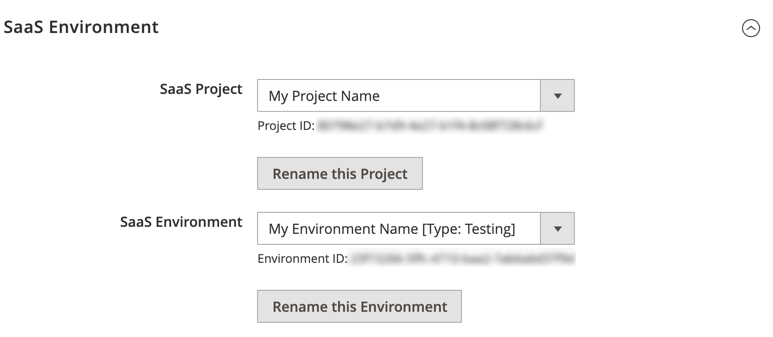 SaaS Environment
SaaS Project
My Project Name
Project ID:
Rename this Project
SaaS Environment
My Environment Name [Type: Testing]
Environment ID:
Rename this Environment